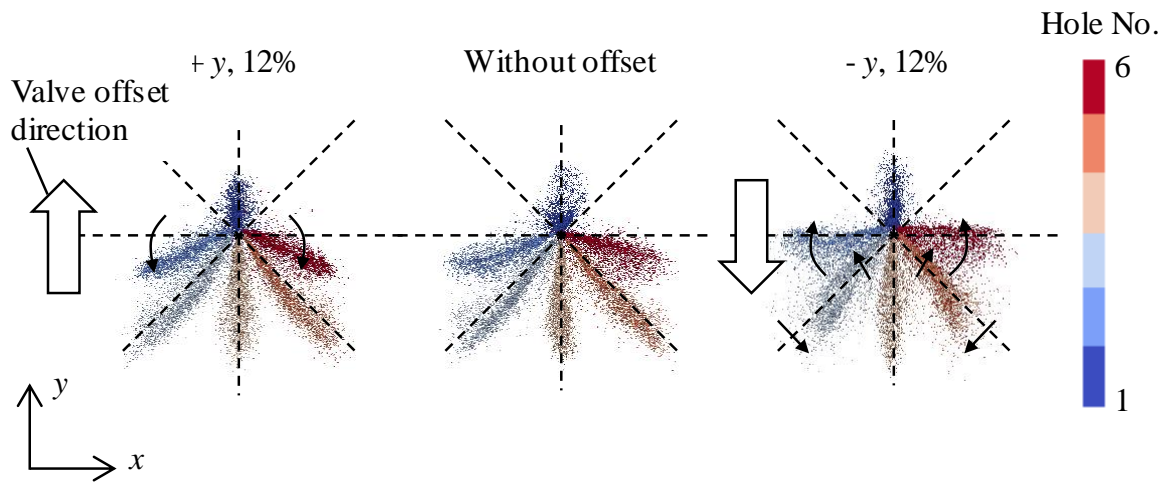 Hole No.
+ y, 12%
Without offset
- y, 12%
6
Valve offset
direction
1
y
x